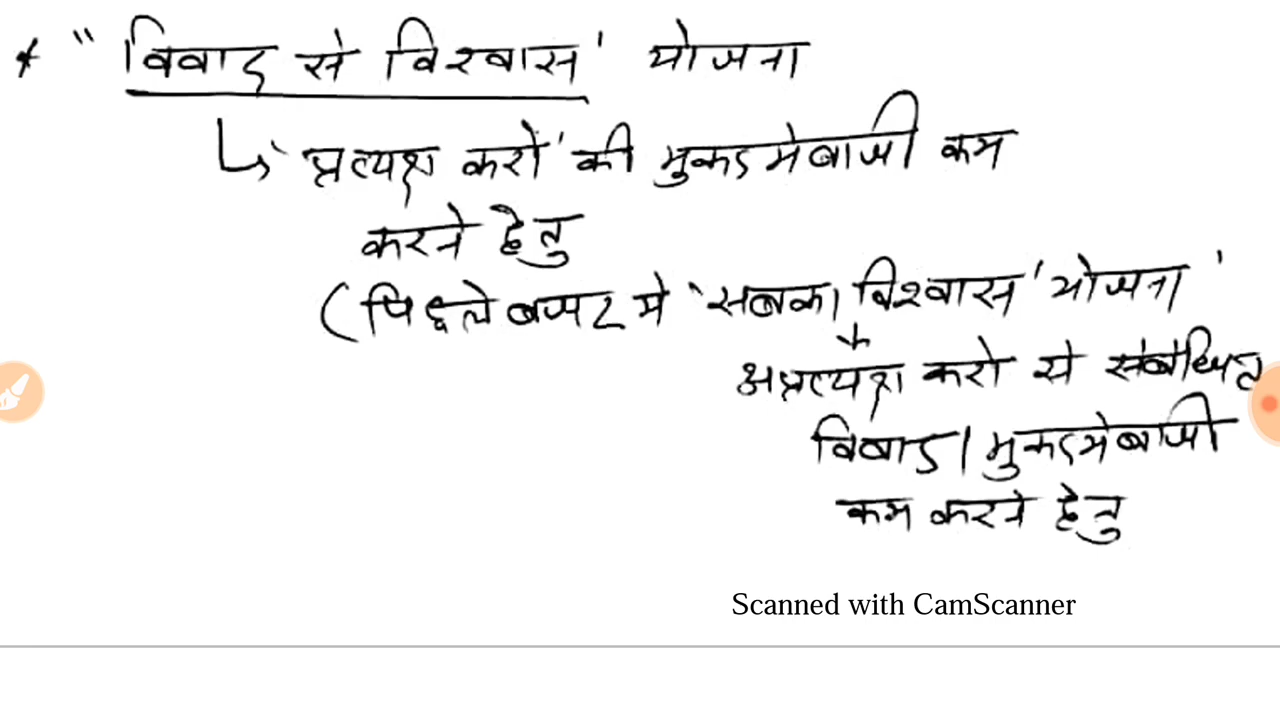 * "विवाद से विश्वास' योजना
↳ 'प्रत्यक्ष करो' की मुकदमेबाजी कम
करने हेतु
(पिछले बजट मे 'सबका विश्वास' योजना'
↓
अप्रत्यक्ष करो से संबंधित
विवाद/मुकदमेबाजी
कम करने हेतु
Scanned with CamScanner